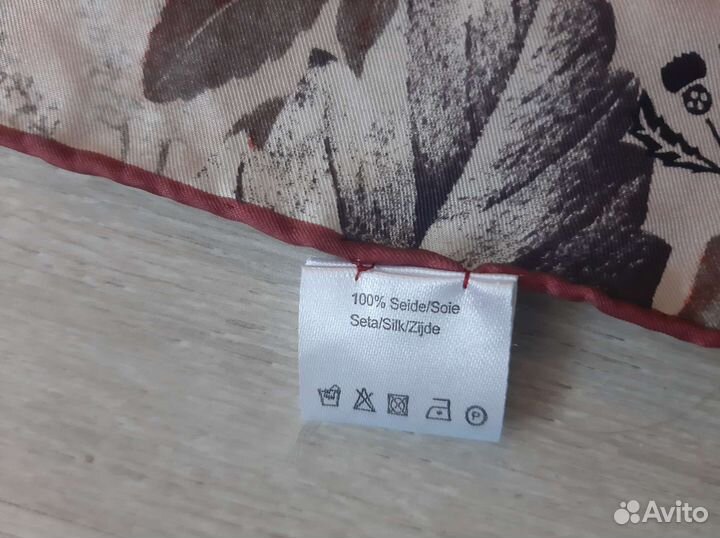 100% Seide/Soie
Seta/Silk/Zijde
P
Avito